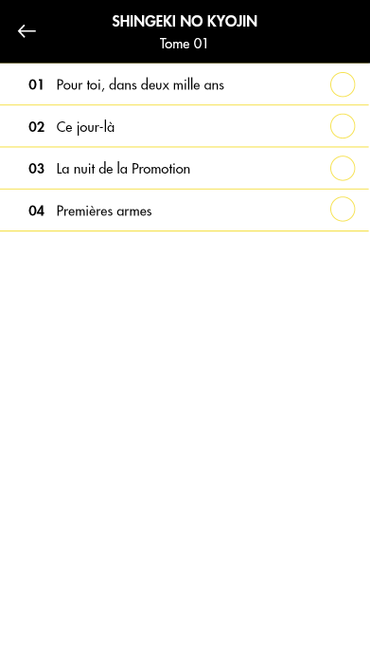 SHINGEKI NO KYOJIN
Tome 01
01 Pour toi, dans deux mille ans
02 Ce jour-là
03 La nuit de la Promotion
04 Premières armes